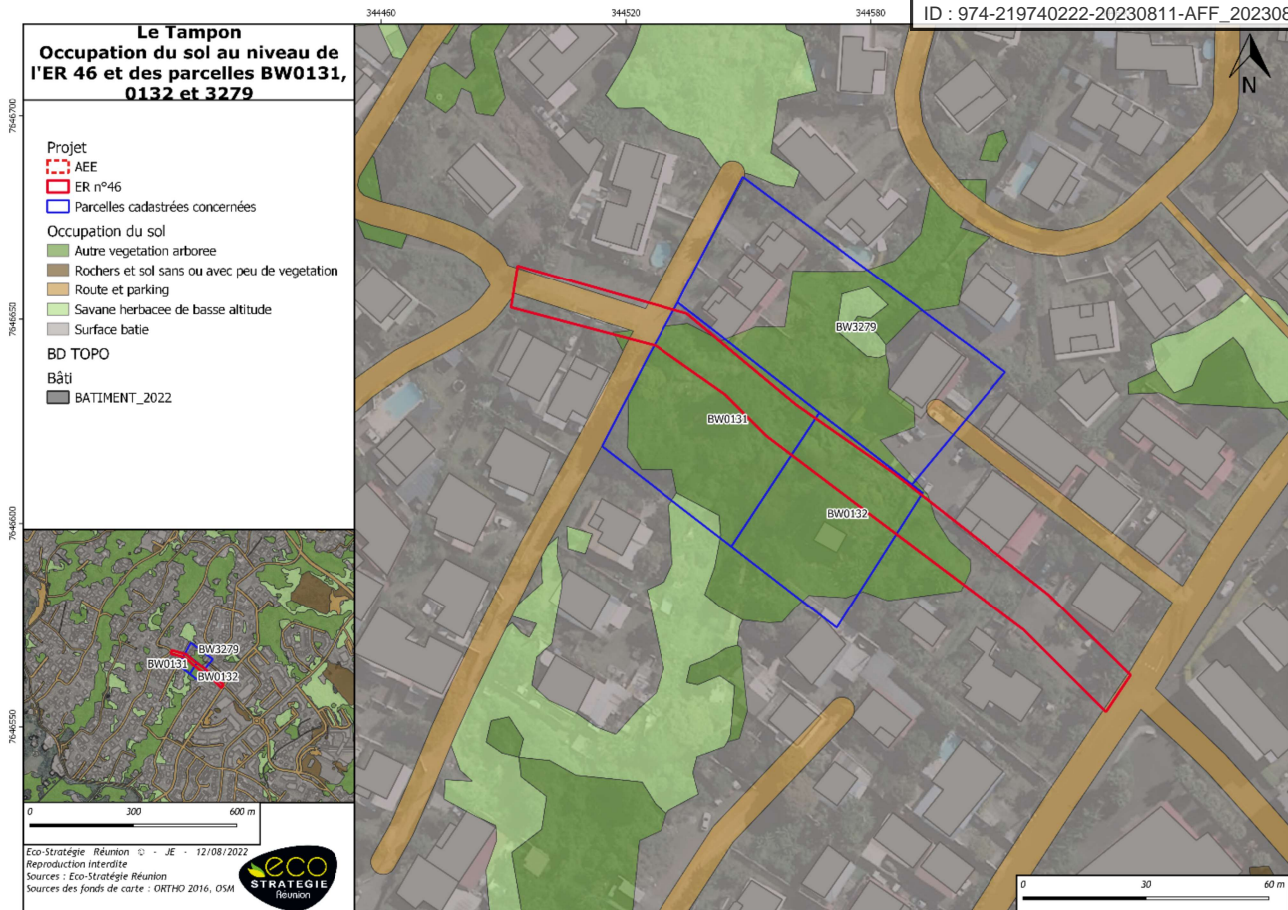 ID : 974-219740222-20230811-AFF_202308
344460
344520
344580
Le Tampon
Occupation du sol au niveau de
l'ER 46 et des parcelles BW0131,
0132 et 3279
7646700
7646650
7646600
7646550
N
Projet
AEE
ER n°46
Parcelles cadastrées concernées
Occupation du sol
Autre vegetation arboree
Rochers et sol sans ou avec peu de vegetation
Route et parking
Savane herbacee de basse altitude
Surface batie
BD TOPO
Bâti
BATIMENT_2022
BW3279
BW0131
BW0132
BW3279
BW0131
BW0132
0 300 600 m
Eco-Stratégie Réunion © - JE - 12/08/2022
Reproduction interdite
Sources : Eco-Stratégie Réunion
Sources des fonds de carte : ORTHO 2016, OSM
eco
STRATEGIE
Réunion
0 30 60 m